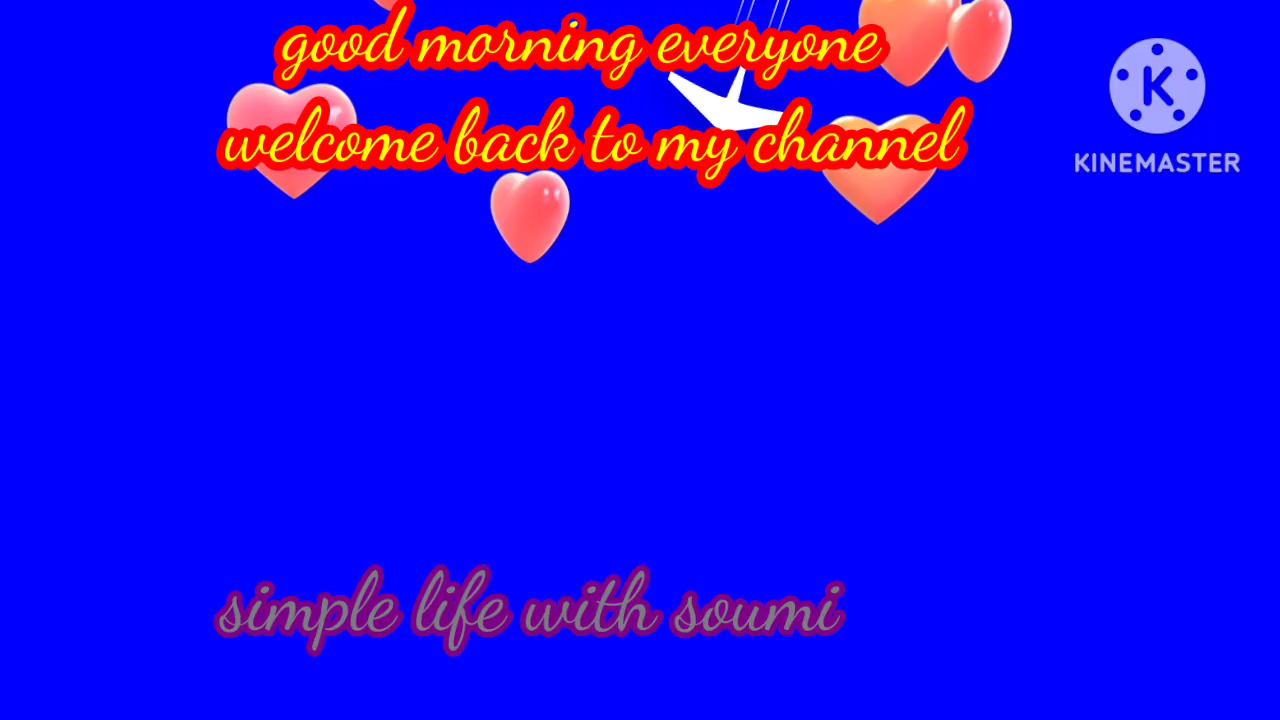 good morning everyone
welcome back to my channel
K
KINEMASTER
simple life with soumi